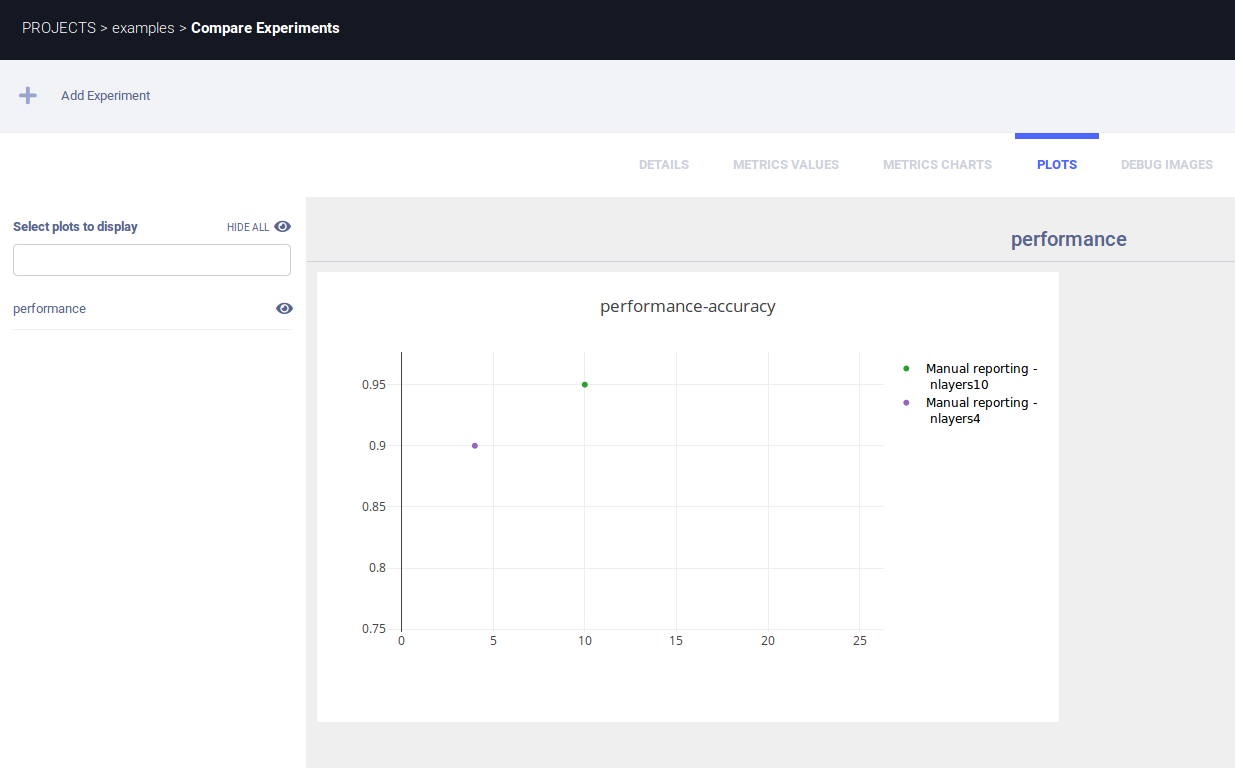 PROJECTS > examples > Compare Experiments
Add Experiment
DETAILS METRICS VALUES METRICS CHARTS PLOTS DEBUG IMAGES
Select plots to display HIDE ALL
performance
performance
performance-accuracy
0.95
0.9
0.85
0.8
0.75
0 5 10 15 20 25
Manual reporting -
nlayers10
Manual reporting -
nlayers4